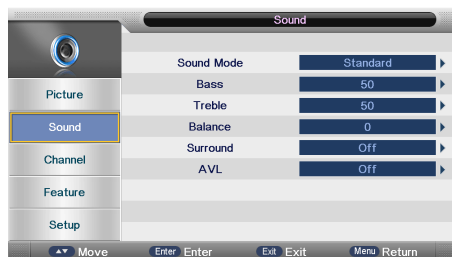 Sound
Picture
Sound
Channel
Feature
Setup
Sound Mode Standard
Bass 50
Treble 50
Balance 0
Surround Off
AVL Off
Move Enter Enter Exit Exit Menu Return